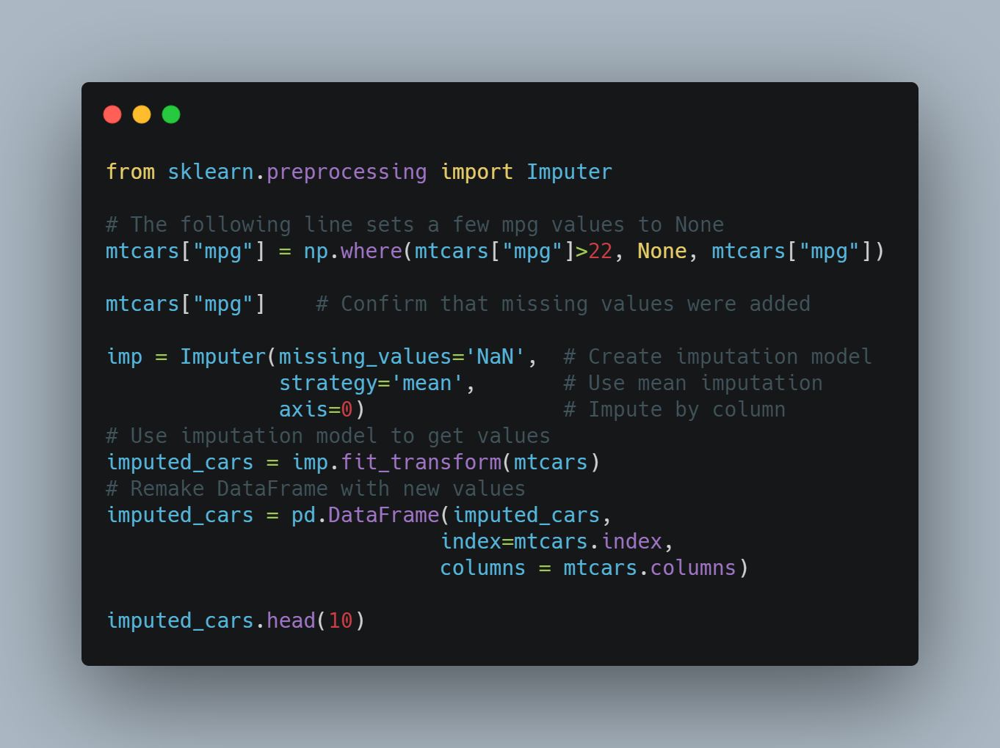 from sklearn.preprocessing import Imputer
# The following line sets a few mpg values to None
mtcars["mpg"] = np.where(mtcars["mpg"]>22, None, mtcars["mpg"])
mtcars["mpg"]    # Confirm that missing values were added
imp = Imputer(missing_values='NaN',  # Create imputation model
              strategy='mean',       # Use mean imputation
              axis=0)                # Impute by column
# Use imputation model to get values
imputed_cars = imp.fit_transform(mtcars)
# Remake DataFrame with new values
imputed_cars = pd.DataFrame(imputed_cars,
                           index=mtcars.index,
                           columns = mtcars.columns)
imputed_cars.head(10)